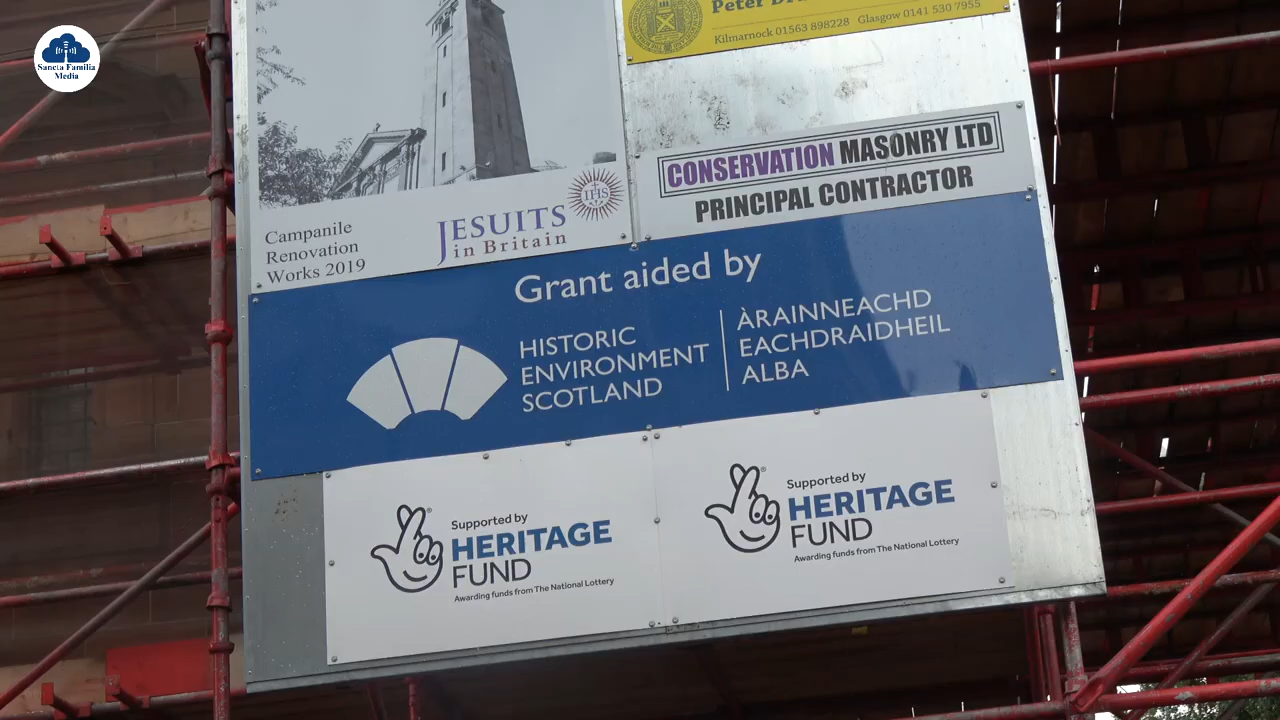 Sancta Familia
Media
Peter
Kilmarnock 01563 898228 Glasgow 0141 530 7955
CONSERVATION MASONRY LTD
PRINCIPAL CONTRACTOR
Campanile
Renovation
Works 2019
JESUITS
in Britain
IHS
Grant aided by
HISTORIC
ENVIRONMENT
SCOTLAND
ÀRAINNEACHD
EACHDRAIDHEIL
ALBA
Supported by
HERITAGE
FUND
Awarding funds from The National Lottery
Supported by
HERITAGE
FUND
Awarding funds from The National Lottery